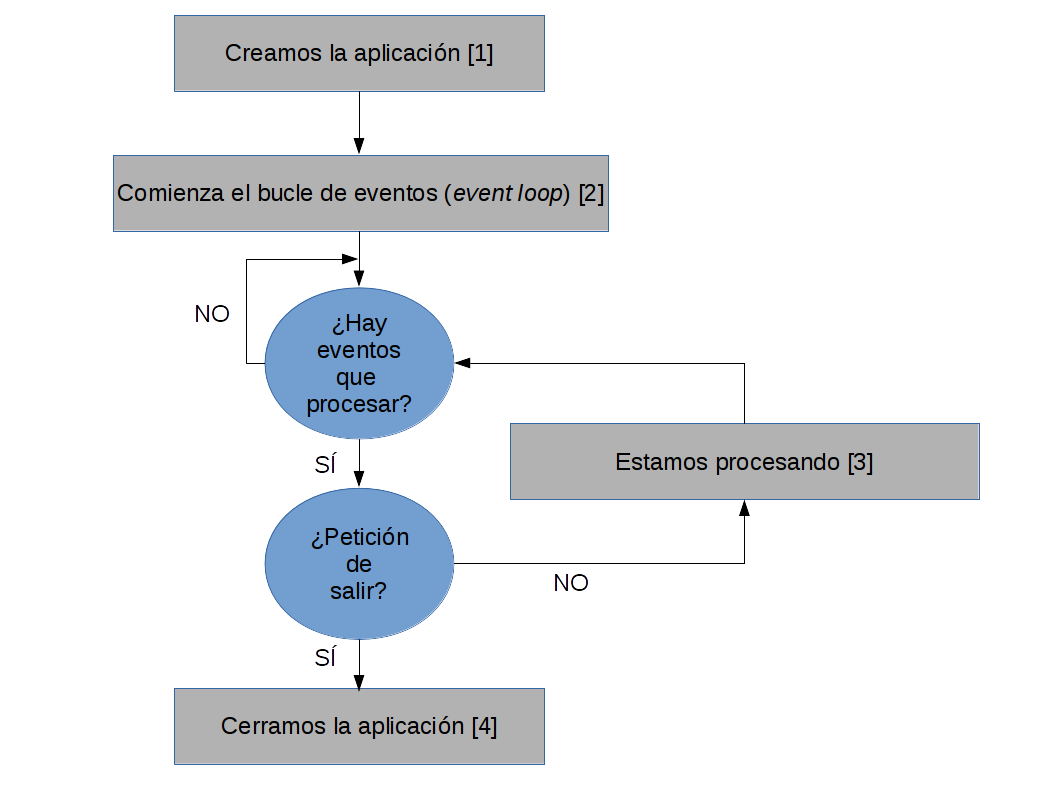 Creamos la aplicación [1]
Comienza el bucle de eventos (event loop) [2]
NO
¿Hay
eventos
que
procesar?
SÍ
Estamos procesando [3]
¿Petición
de
salir?
NO
SÍ
Cerramos la aplicación [4]